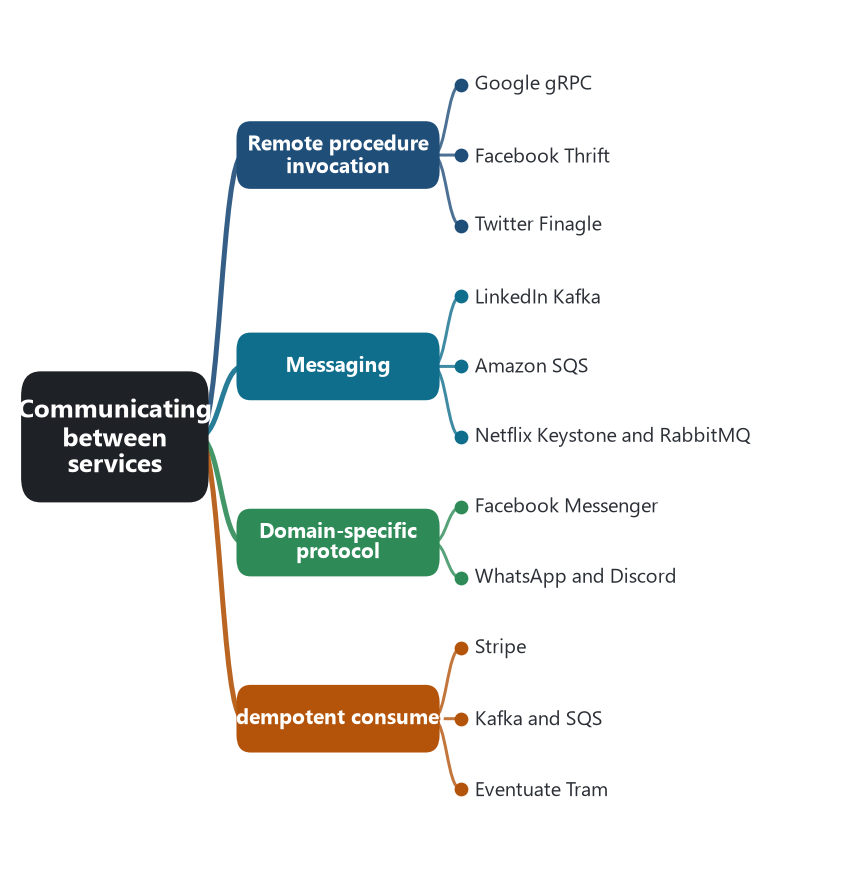 Communicating
between
services
Remote procedure
invocation
Google gRPC
Facebook Thrift
Twitter Finagle
Messaging
LinkedIn Kafka
Amazon SQS
Netflix Keystone and RabbitMQ
Domain-specific
protocol
Facebook Messenger
WhatsApp and Discord
dempotent consume
Stripe
Kafka and SQS
Eventuate Tram